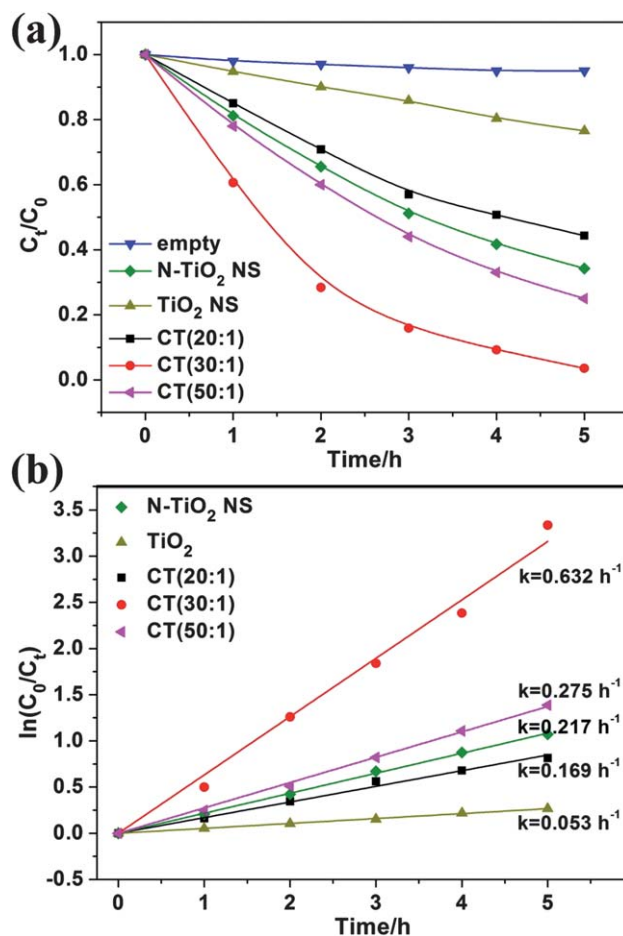 (a)
1.0
0.8
0.6
0.4
0.2
0.0
Cₜ/C₀
empty
N-TiO₂ NS
TiO₂ NS
CT(20:1)
CT(30:1)
CT(50:1)
0 1 2 3 4 5
Time/h
(b)
3.5
3.0
2.5
2.0
1.5
1.0
0.5
0.0
-0.5
ln(C₀/Cₜ)
N-TiO₂ NS
TiO₂
CT(20:1)
CT(30:1)
CT(50:1)
k=0.632 h⁻¹
k=0.275 h⁻¹
k=0.217 h⁻¹
k=0.169 h⁻¹
k=0.053 h⁻¹
0 1 2 3 4 5
Time/h